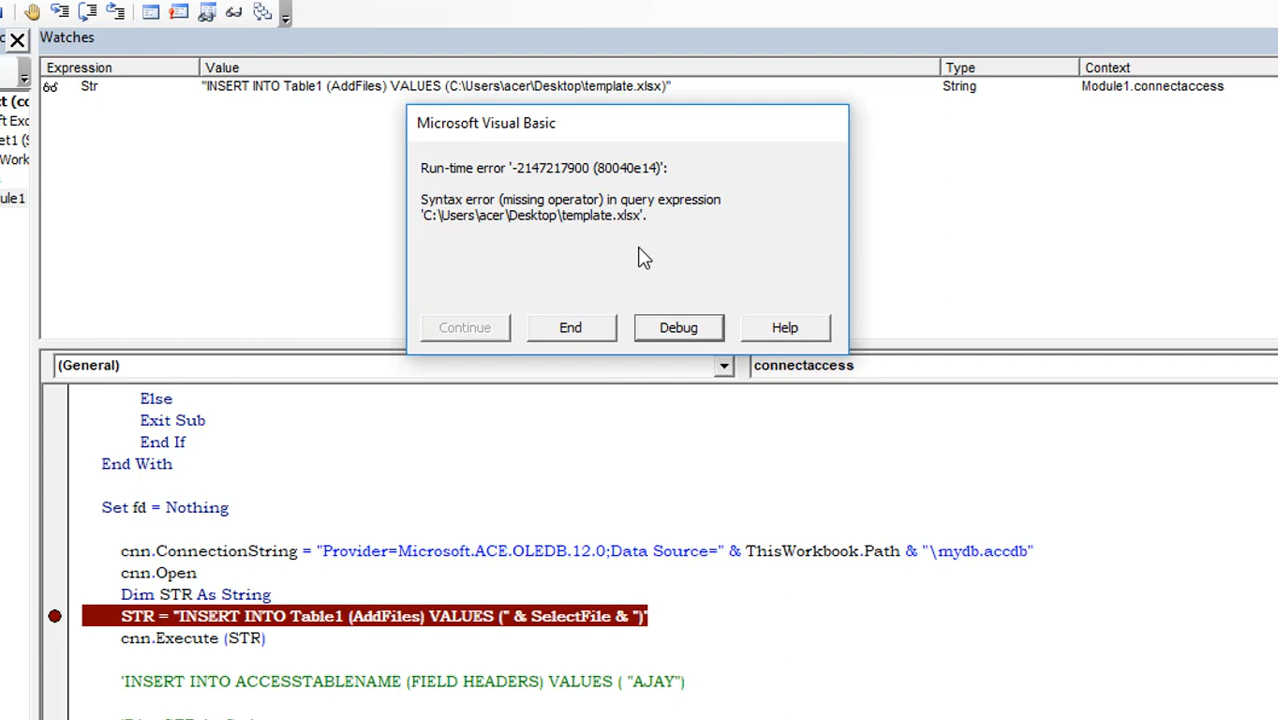 Watches
Expression Value Type Context
Str "INSERT INTO Table1 (AddFiles) VALUES (C:\Users\acer\Desktop\template.xlsx)" String Module1.connectaccess
Microsoft Visual Basic
Run-time error '-2147217900 (80040e14)':
Syntax error (missing operator) in query expression
'C:\Users\acer\Desktop\template.xlsx'.
Continue End Debug Help
(General) connectaccess
Else
Exit Sub
End If
End With
Set fd = Nothing
cnn.ConnectionString = "Provider=Microsoft.ACE.OLEDB.12.0;Data Source=" & ThisWorkbook.Path & "\mydb.accdb"
cnn.Open
Dim STR As String
STR = "INSERT INTO Table1 (AddFiles) VALUES (" & SelectFile & ")"
cnn.Execute (STR)
'INSERT INTO ACCESSTABLENAME (FIELD HEADERS) VALUES ( "AJAY")